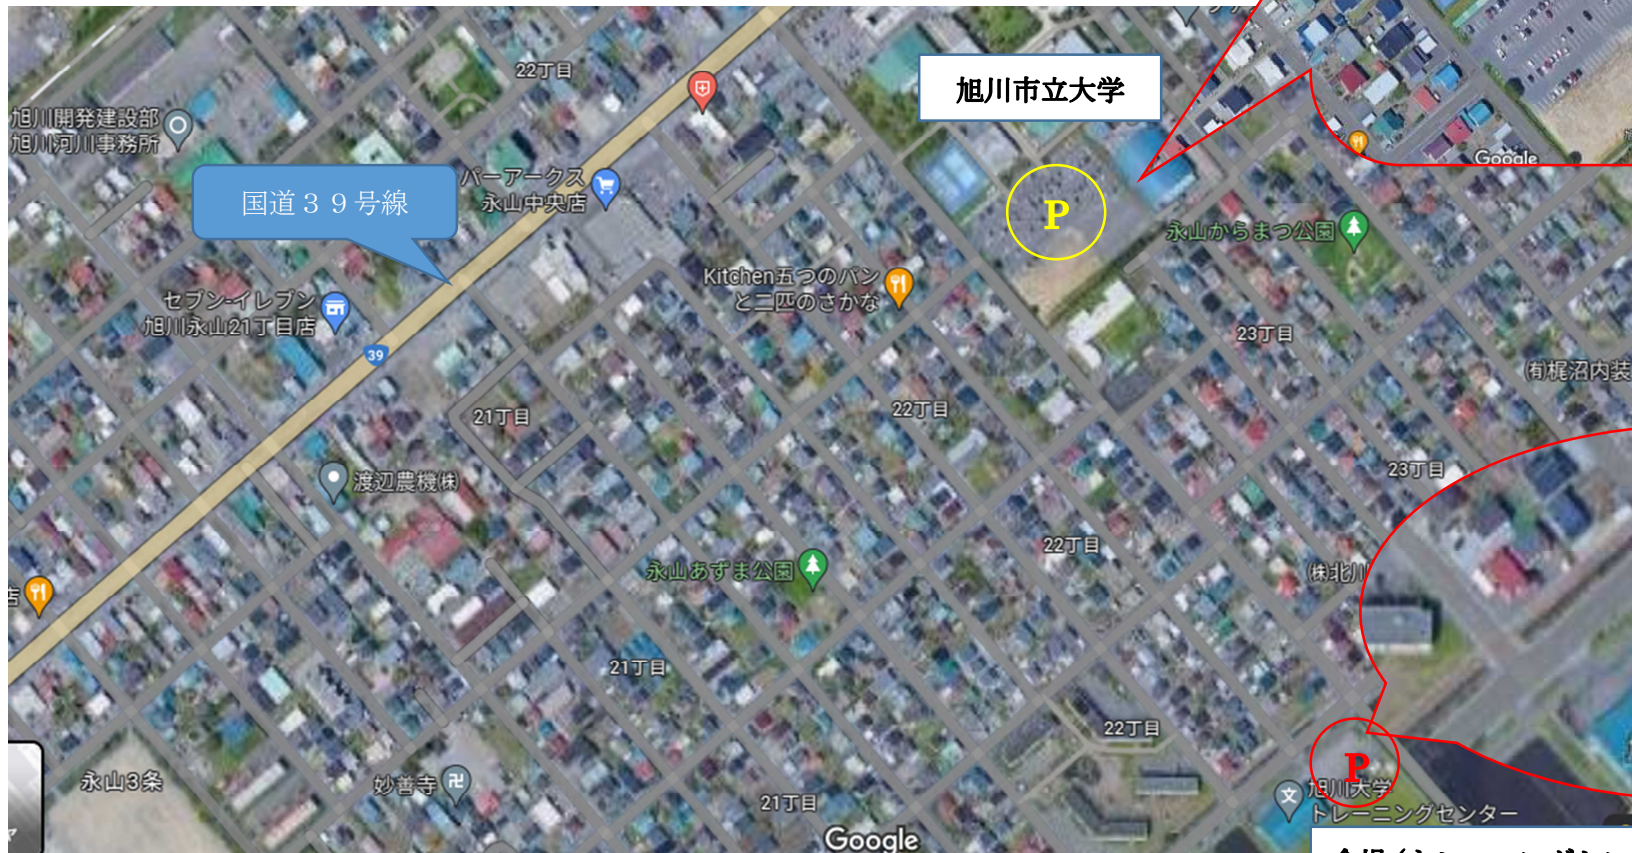 22丁目
旭川市立大学
旭川開発建設部
旭川河川事務所
Google
国道３９号線
パーアークス
永山中央店
P
永山からまつ公園
Kitchen五つのパン
と二匹のさかな
セブン-イレブン
旭川永山21丁目店
23丁目
39
㈲梶沼内装
21丁目
22丁目
23丁目
渡辺農機㈱
22丁目
永山あずま公園
㈱北川
店
21丁目
22丁目
P
永山3条
妙善寺
旭川大学
トレーニングセンター
21丁目
Google